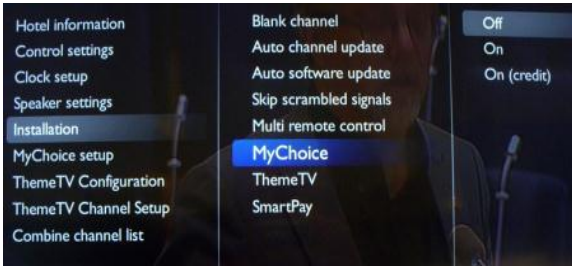 Hotel information
Control settings
Clock setup
Speaker settings
Installation
MyChoice setup
ThemeTV Configuration
ThemeTV Channel Setup
Combine channel list
Blank channel
Auto channel update
Auto software update
Skip scrambled signals
Multi remote control
MyChoice
ThemeTV
SmartPay
Off
On
On (credit)